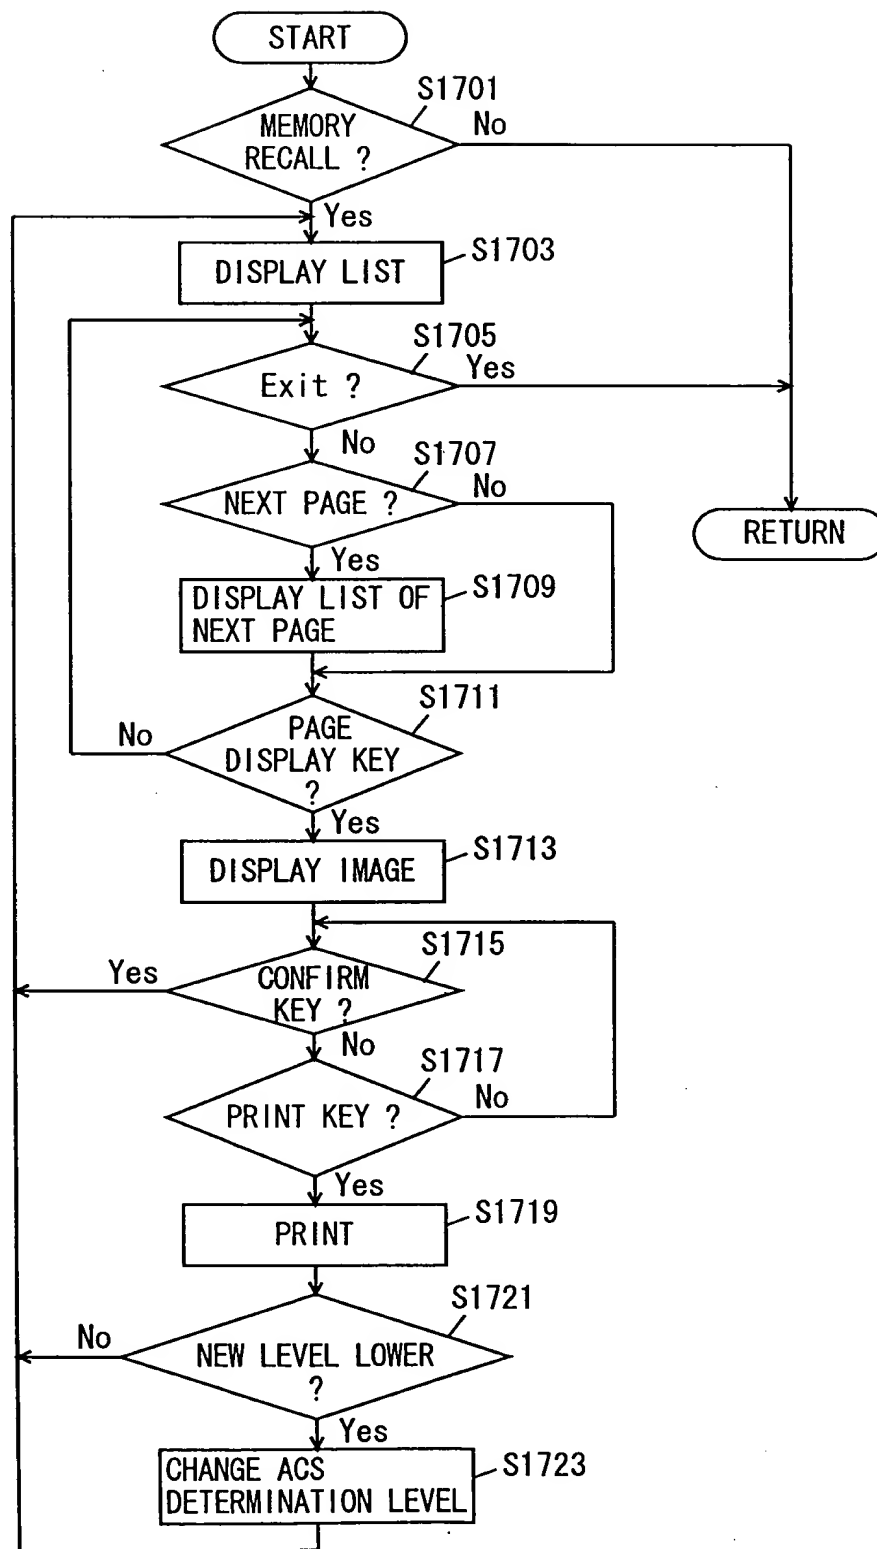 START
S1701
MEMORY
RECALL ?
No
Yes
DISPLAY LIST
S1703
S1705
Exit ?
Yes
No
S1707
NEXT PAGE ?
No
RETURN
Yes
DISPLAY LIST OF
NEXT PAGE
S1709
S1711
PAGE
DISPLAY KEY
?
No
Yes
DISPLAY IMAGE
S1713
S1715
CONFIRM
KEY ?
Yes
No
S1717
PRINT KEY ?
No
Yes
PRINT
S1719
S1721
NEW LEVEL LOWER
?
No
Yes
CHANGE ACS
DETERMINATION LEVEL
S1723